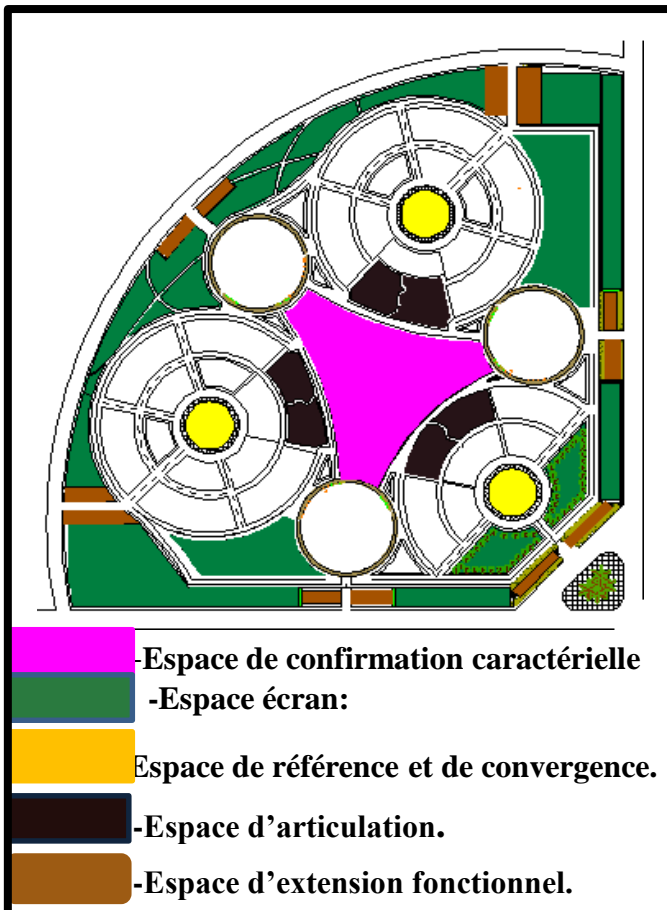 -Espace de confirmation caractérielle
-Espace écran:
Espace de référence et de convergence.
-Espace d’articulation.
-Espace d’extension fonctionnel.